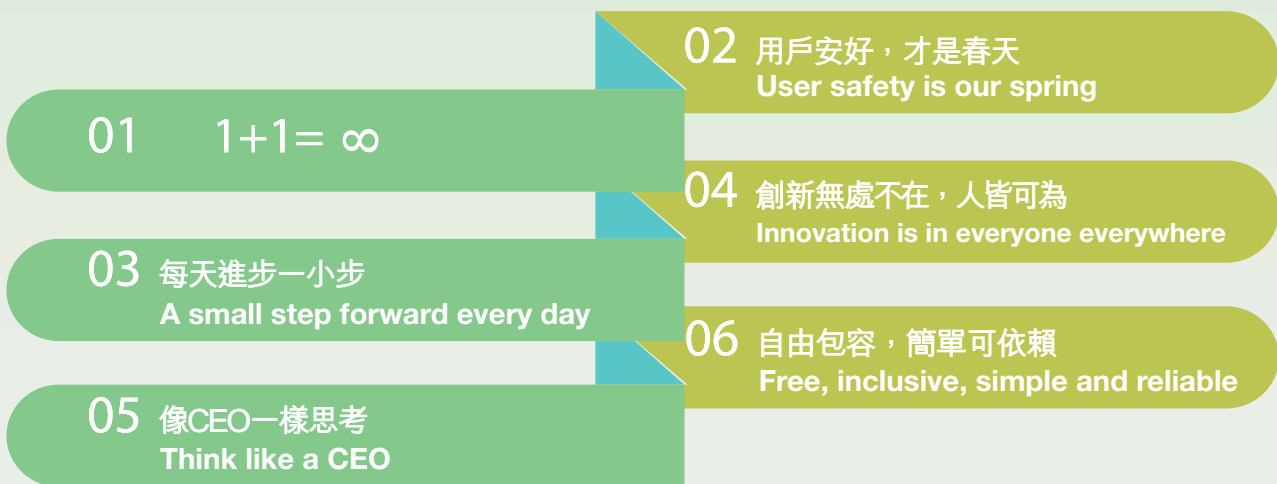 01 1+1= ∞
02 用戶安好，才是春天
User safety is our spring
03 每天進步一小步
A small step forward every day
04 創新無處不在，人皆可為
Innovation is in everyone everywhere
05 像CEO一樣思考
Think like a CEO
06 自由包容，簡單可依賴
Free, inclusive, simple and reliable